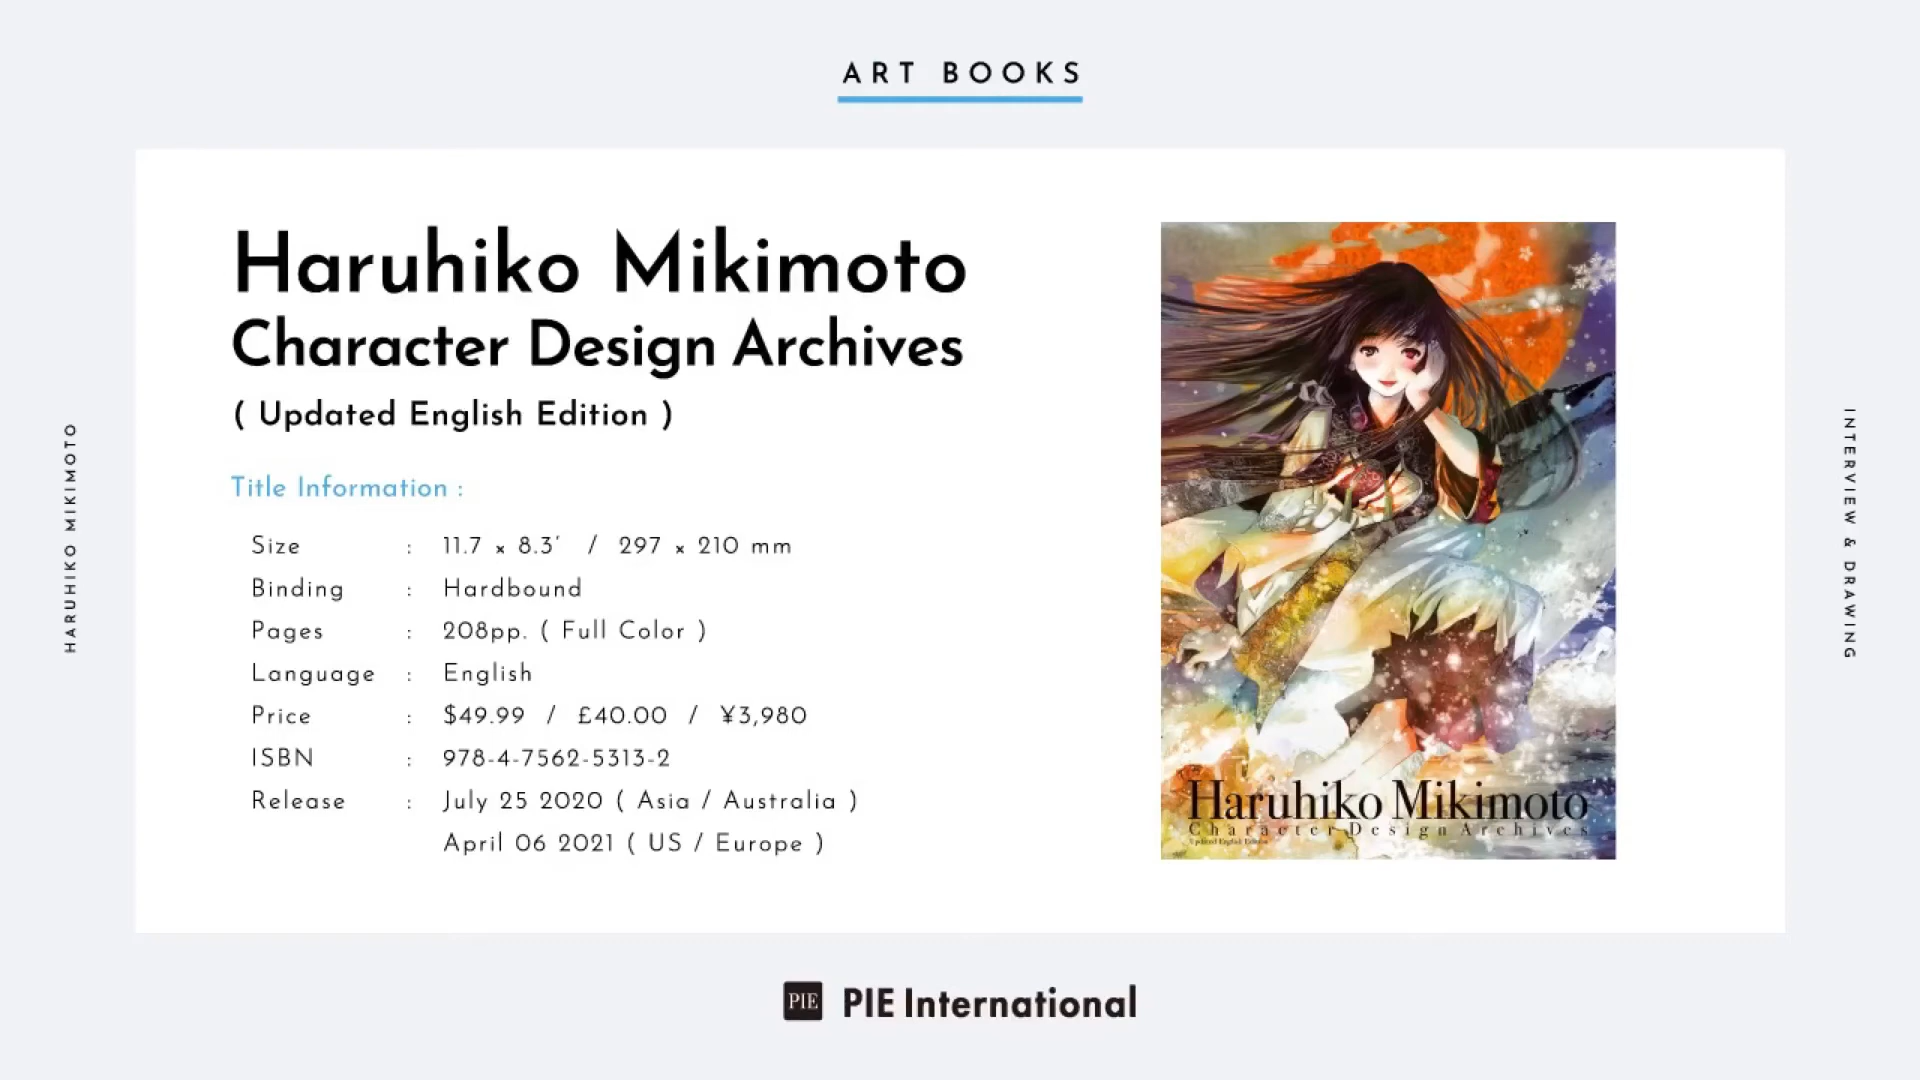 ART BOOKS
HARUHIKO MIKIMOTO
Haruhiko Mikimoto
Character Design Archives
( Updated English Edition )
Title Information :
Size : 11.7 × 8.3' / 297 × 210 mm
Binding : Hardbound
Pages : 208pp. ( Full Color )
Language : English
Price : $49.99 / £40.00 / ¥3,980
ISBN : 978-4-7562-5313-2
Release : July 25 2020 ( Asia / Australia )
April 06 2021 ( US / Europe )
Haruhiko Mikimoto
Character Design Archives
Updated English Edition
INTERVIEW & DRAWING
PIE PIE International